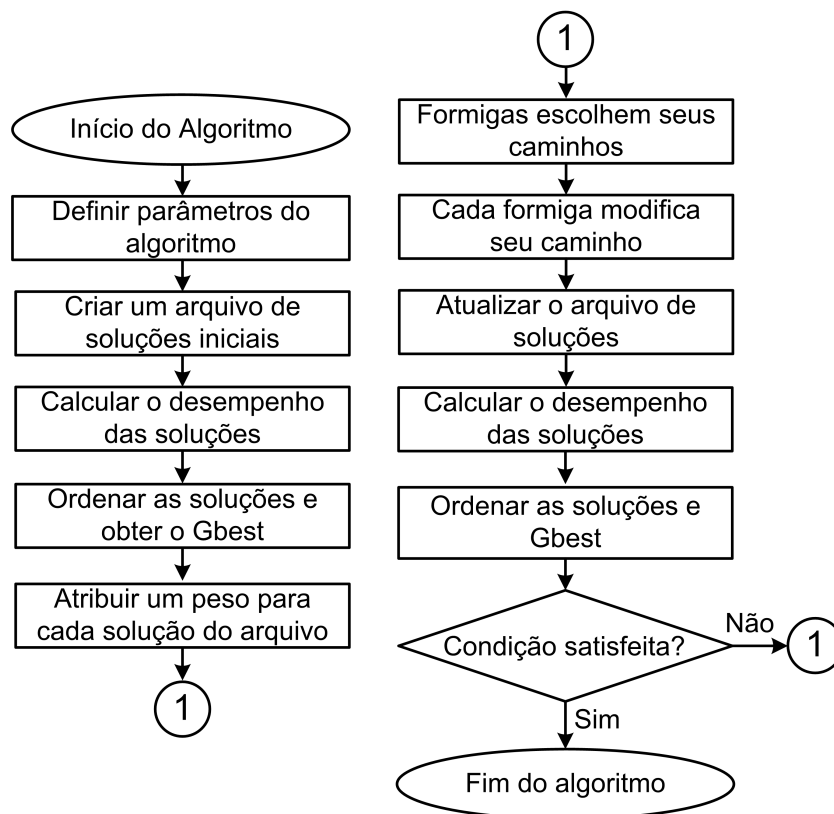 Início do Algoritmo
Definir parâmetros do
algoritmo
Criar um arquivo de
soluções iniciais
Calcular o desempenho
das soluções
Ordenar as soluções e
obter o Gbest
Atribuir um peso para
cada solução do arquivo
1
1
Formigas escolhem seus
caminhos
Cada formiga modifica
seu caminho
Atualizar o arquivo de
soluções
Calcular o desempenho
das soluções
Ordenar as soluções e
Gbest
Condição satisfeita?
Não
1
Sim
Fim do algoritmo